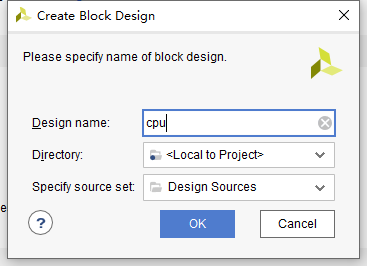 Create Block Design
Please specify name of block design.
Design name: cpu
Directory: <Local to Project>
Specify source set: Design Sources
? OK Cancel